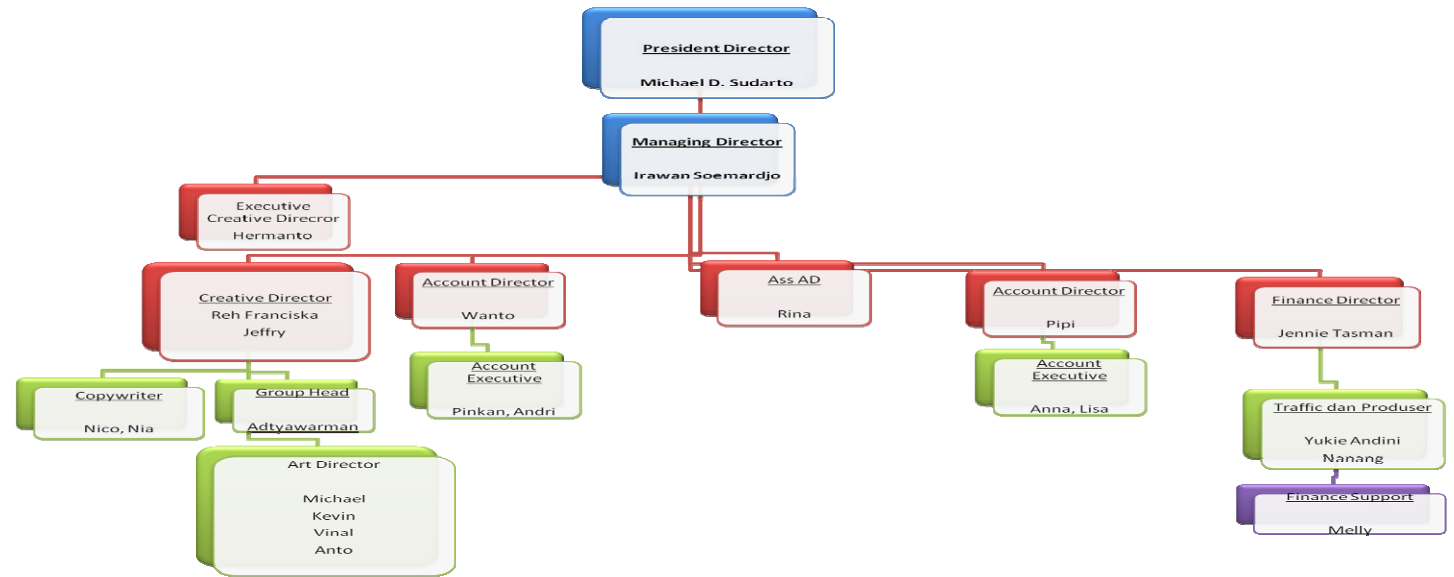 President Director
Michael D. Sudarto
Managing Director
Irawan Soemardjo
Executive
Creative Direcror
Hermanto
Creative Director
Reh Franciska
Jeffry
Account Director
Wanto
Ass AD
Rina
Account Director
Pipi
Finance Director
Jennie Tasman
Copywriter
Nico, Nia
Group Head
Adtyawarman
Account
Executive
Pinkan, Andri
Account
Executive
Anna, Lisa
Traffic dan Produser
Yukie Andini
Nanang
Art Director
Michael
Kevin
Vinal
Anto
Finance Support
Melly